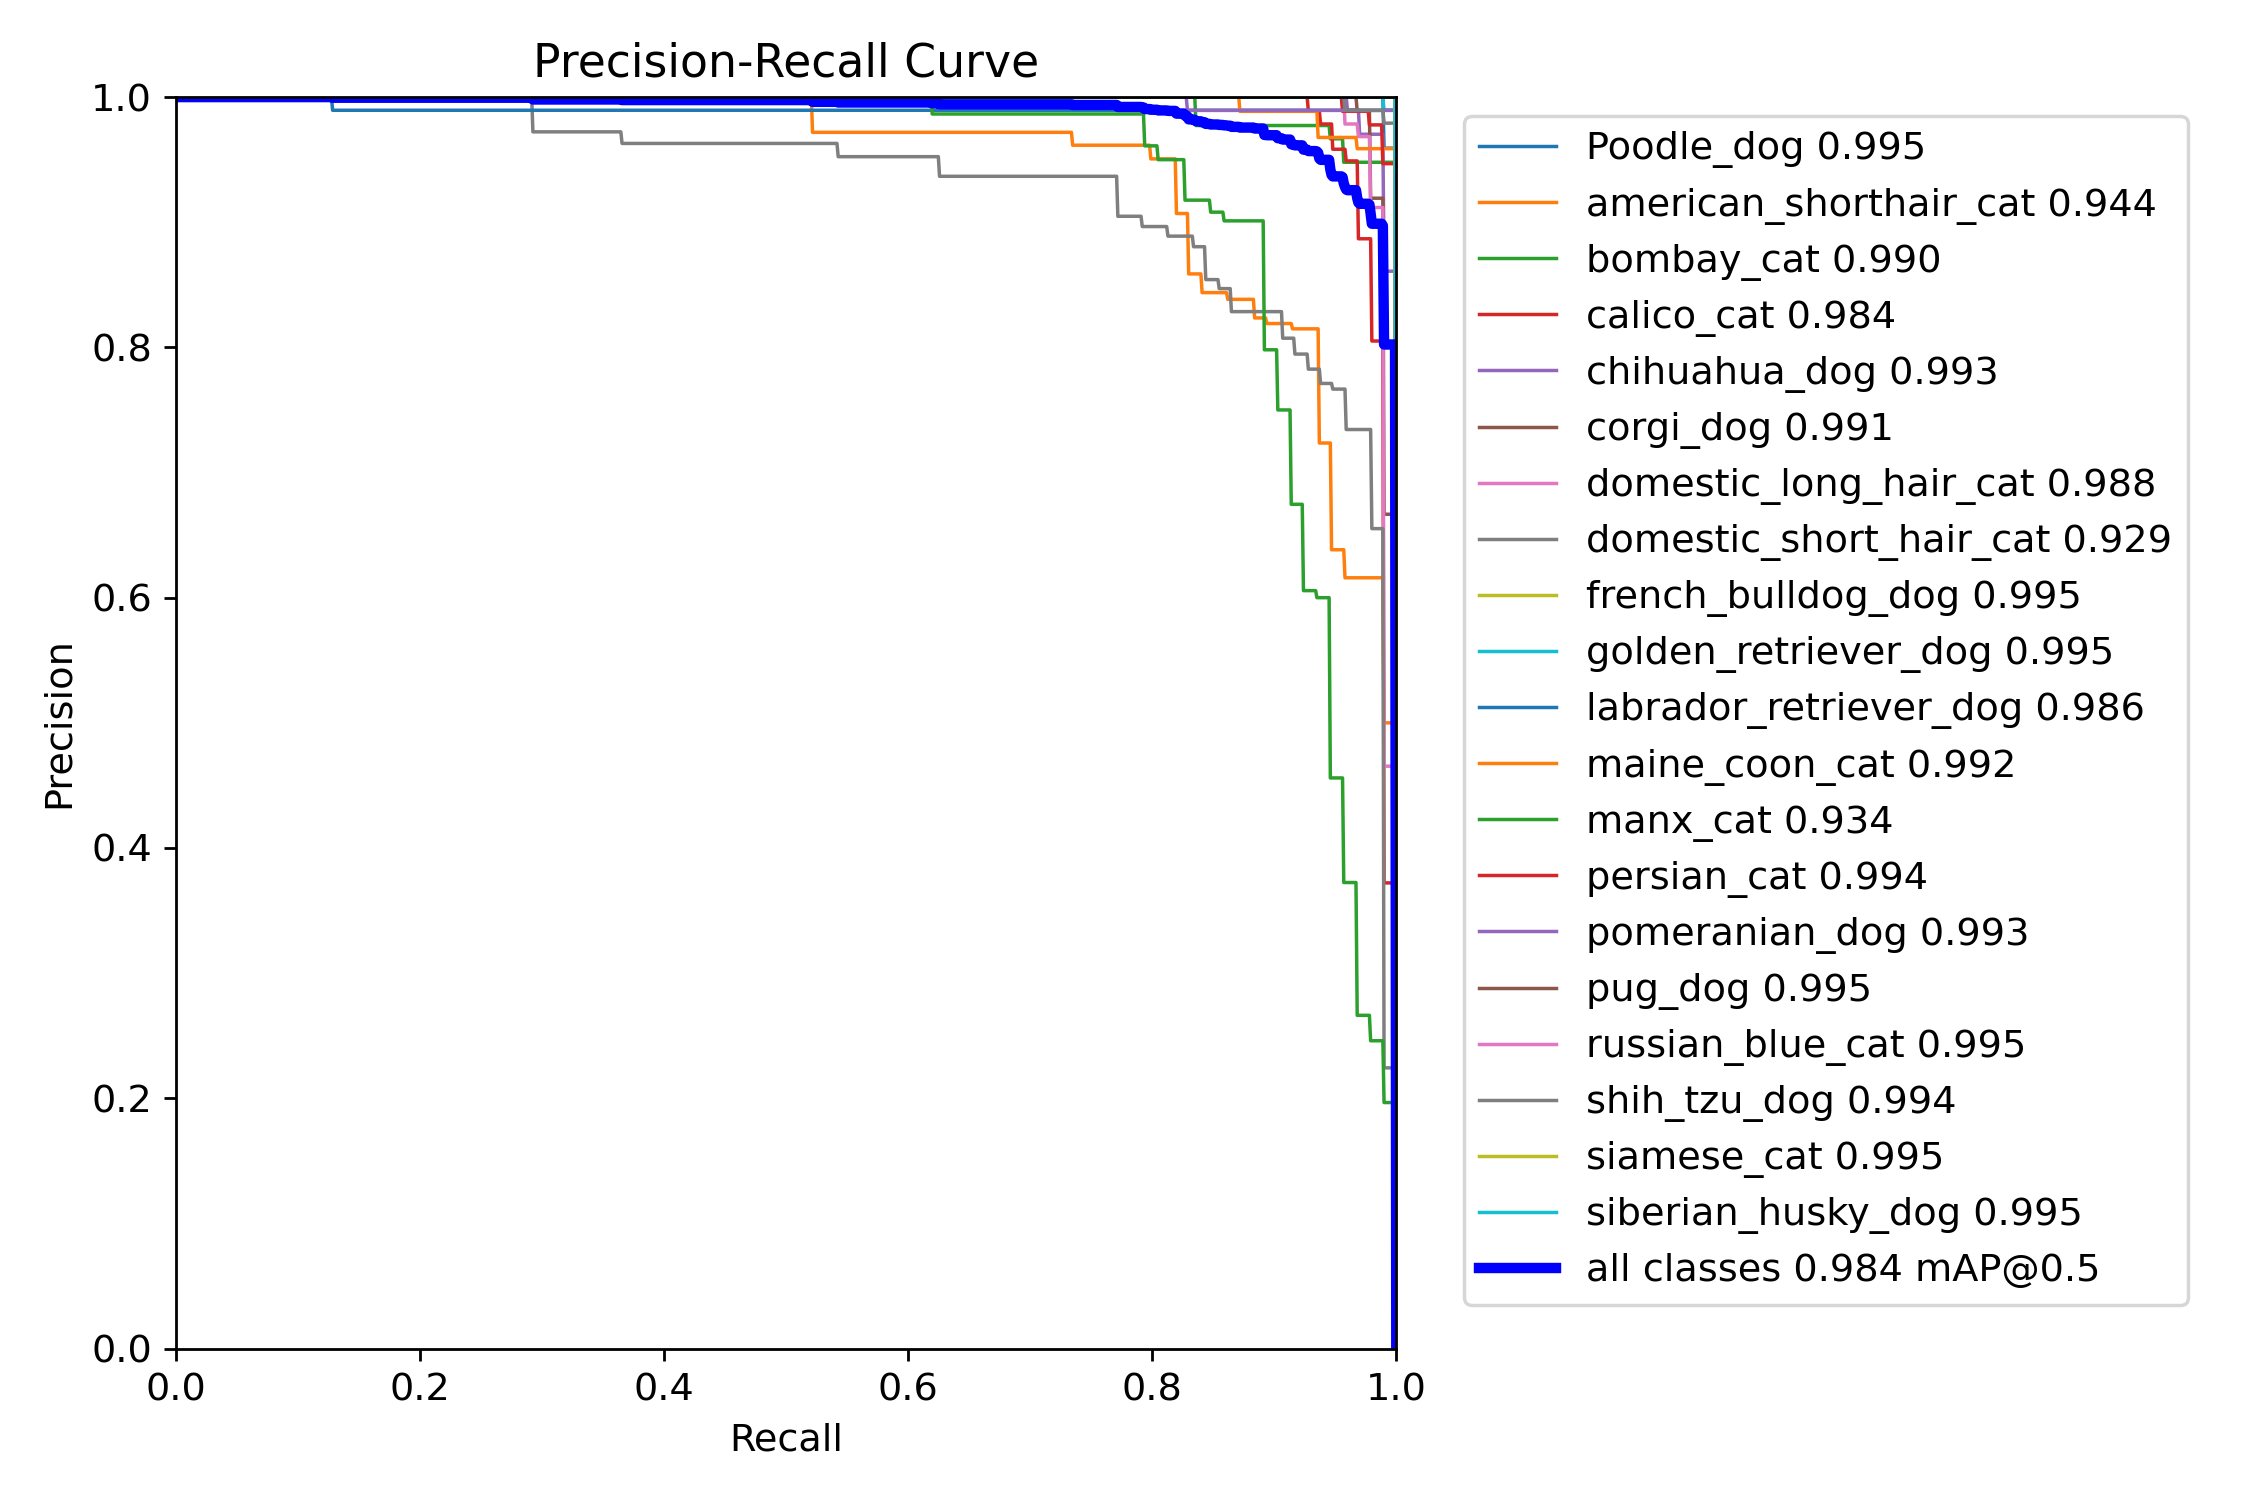 Precision-Recall Curve
1.0
0.8
0.6
0.4
0.2
0.0
Precision
0.0 0.2 0.4 0.6 0.8 1.0
Recall
Poodle_dog 0.995
american_shorthair_cat 0.944
bombay_cat 0.990
calico_cat 0.984
chihuahua_dog 0.993
corgi_dog 0.991
domestic_long_hair_cat 0.988
domestic_short_hair_cat 0.929
french_bulldog_dog 0.995
golden_retriever_dog 0.995
labrador_retriever_dog 0.986
maine_coon_cat 0.992
manx_cat 0.934
persian_cat 0.994
pomeranian_dog 0.993
pug_dog 0.995
russian_blue_cat 0.995
shih_tzu_dog 0.994
siamese_cat 0.995
siberian_husky_dog 0.995
all classes 0.984 mAP@0.5